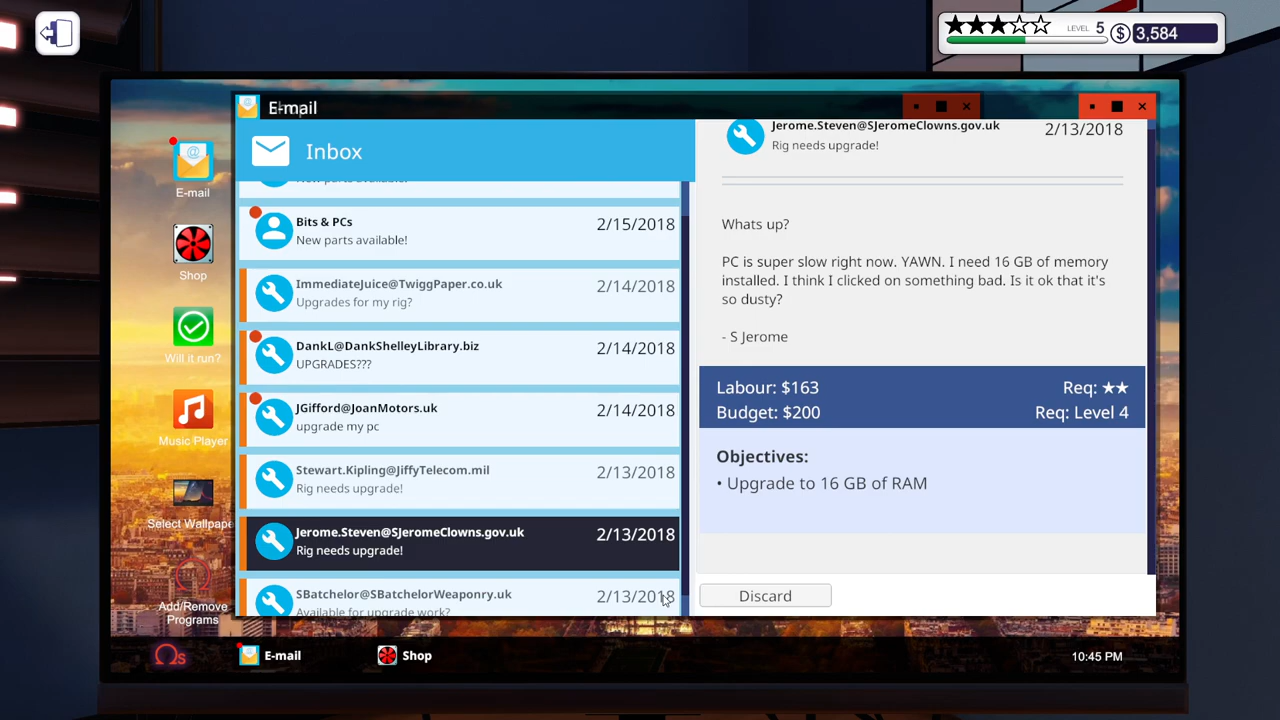 LEVEL 5 $ 3,584
E-mail
Inbox
New parts available!
Bits & PCs 2/15/2018
New parts available!
ImmediateJuice@TwiggPaper.co.uk 2/14/2018
Upgrades for my rig?
DankL@DankShelleyLibrary.biz 2/14/2018
UPGRADES???
JGifford@JoanMotors.uk 2/14/2018
upgrade my pc
Stewart.Kipling@JiffyTelecom.mil 2/13/2018
Rig needs upgrade!
Jerome.Steven@SJeromeClowns.gov.uk 2/13/2018
Rig needs upgrade!
SBatchelor@SBatchelorWeaponry.uk 2/13/2018
Available for upgrade work?
Jerome.Steven@SJeromeClowns.gov.uk 2/13/2018
Rig needs upgrade!
Whats up?
PC is super slow right now. YAWN. I need 16 GB of memory
installed. I think I clicked on something bad. Is it ok that it's
so dusty?
- S Jerome
Labour: $163 Req: ★★
Budget: $200 Req: Level 4
Objectives:
• Upgrade to 16 GB of RAM
Discard
E-mail
Shop
Will it run?
Music Player
Select Wallpape
Add/Remove
Programs
Ωs E-mail Shop 10:45 PM